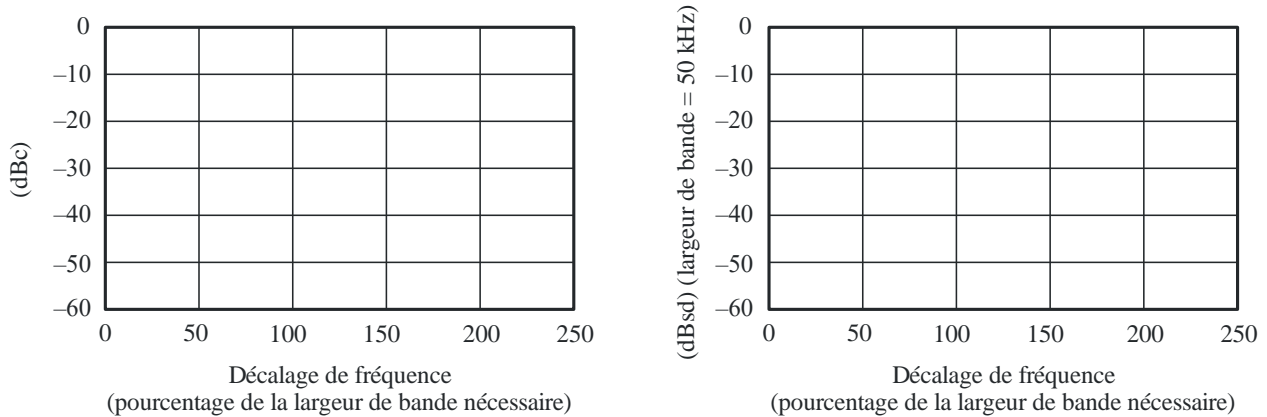 0
–10
–20
–30
–40
–50
–60
(dBc)
0 50 100 150 200 250
Décalage de fréquence
(pourcentage de la largeur de bande nécessaire)
0
–10
–20
–30
–40
–50
–60
(dBsd) (largeur de bande = 50 kHz)
0 50 100 150 200 250
Décalage de fréquence
(pourcentage de la largeur de bande nécessaire)